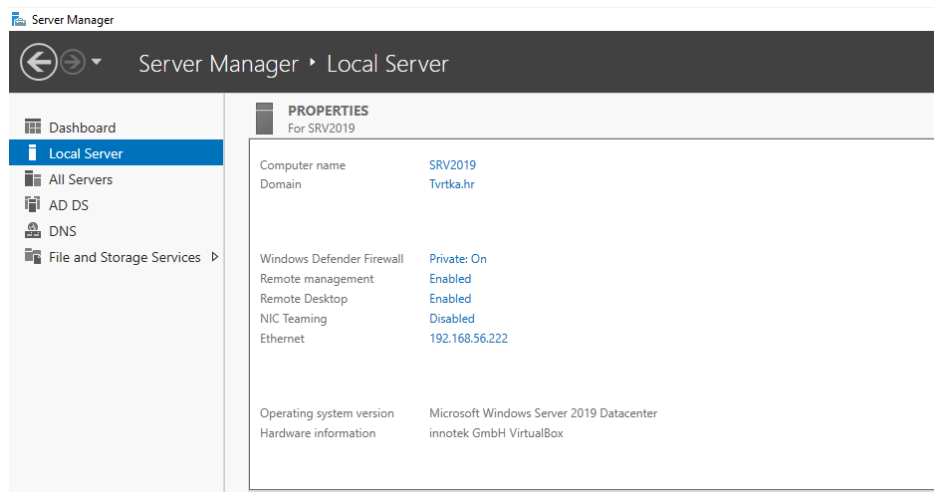 Server Manager
Server Manager • Local Server
Dashboard
Local Server
All Servers
AD DS
DNS
File and Storage Services
PROPERTIES
For SRV2019
Computer name SRV2019
Domain Tvrtka.hr
Windows Defender Firewall Private: On
Remote management Enabled
Remote Desktop Enabled
NIC Teaming Disabled
Ethernet 192.168.56.222
Operating system version Microsoft Windows Server 2019 Datacenter
Hardware information innotek GmbH VirtualBox